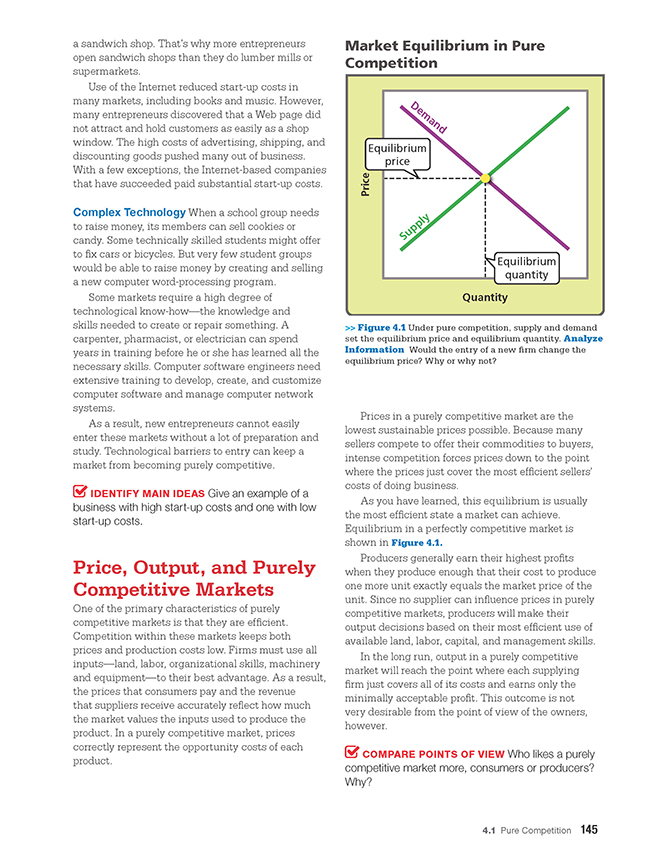 a sandwich shop. That's why more entrepreneurs
open sandwich shops than they do lumber mills or
supermarkets.
Use of the Internet reduced start-up costs in
many markets, including books and music. However,
many entrepreneurs discovered that a Web page did
not attract and hold customers as easily as a shop
window. The high costs of advertising, shipping, and
discounting goods pushed many out of business.
With a few exceptions, the Internet-based companies
that have succeeded paid substantial start-up costs.
Complex Technology When a school group needs
to raise money, its members can sell cookies or
candy. Some technically skilled students might offer
to fix cars or bicycles. But very few student groups
would be able to raise money by creating and selling
a new computer word-processing program.
Some markets require a high degree of
technological know-how—the knowledge and
skills needed to create or repair something. A
carpenter, pharmacist, or electrician can spend
years in training before he or she has learned all the
necessary skills. Computer software engineers need
extensive training to develop, create, and customize
computer software and manage computer network
systems.
As a result, new entrepreneurs cannot easily
enter these markets without a lot of preparation and
study. Technological barriers to entry can keep a
market from becoming purely competitive.
IDENTIFY MAIN IDEAS Give an example of a
business with high start-up costs and one with low
start-up costs.
Price, Output, and Purely
Competitive Markets
One of the primary characteristics of purely
competitive markets is that they are efficient.
Competition within these markets keeps both
prices and production costs low. Firms must use all
inputs—land, labor, organizational skills, machinery
and equipment—to their best advantage. As a result,
the prices that consumers pay and the revenue
that suppliers receive accurately reflect how much
the market values the inputs used to produce the
product. In a purely competitive market, prices
correctly represent the opportunity costs of each
product.
Market Equilibrium in Pure
Competition
Demand
Equilibrium
price
Price
Supply
Equilibrium
quantity
Quantity
>> Figure 4.1 Under pure competition, supply and demand
set the equilibrium price and equilibrium quantity. Analyze
Information Would the entry of a new firm change the
equilibrium price? Why or why not?
Prices in a purely competitive market are the
lowest sustainable prices possible. Because many
sellers compete to offer their commodities to buyers,
intense competition forces prices down to the point
where the prices just cover the most efficient sellers'
costs of doing business.
As you have learned, this equilibrium is usually
the most efficient state a market can achieve.
Equilibrium in a perfectly competitive market is
shown in Figure 4.1.
Producers generally earn their highest profits
when they produce enough that their cost to produce
one more unit exactly equals the market price of the
unit. Since no supplier can influence prices in purely
competitive markets, producers will make their
output decisions based on their most efficient use of
available land, labor, capital, and management skills.
In the long run, output in a purely competitive
market will reach the point where each supplying
firm just covers all of its costs and earns only the
minimally acceptable profit. This outcome is not
very desirable from the point of view of the owners,
however.
COMPARE POINTS OF VIEW Who likes a purely
competitive market more, consumers or producers?
Why?
4.1 Pure Competition 145